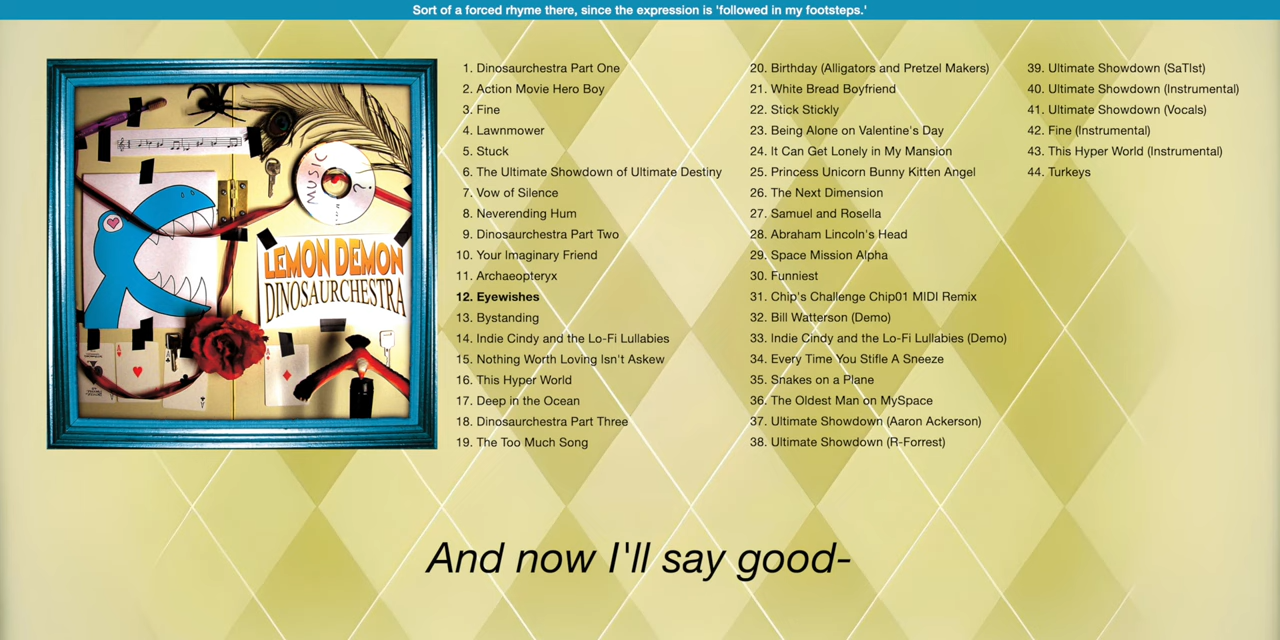 Sort of a forced rhyme there, since the expression is 'followed in my footsteps.'
MUSIC
LEMON DEMON
DINOSAURCHESTRA
1. Dinosaurchestra Part One
2. Action Movie Hero Boy
3. Fine
4. Lawnmower
5. Stuck
6. The Ultimate Showdown of Ultimate Destiny
7. Vow of Silence
8. Neverending Hum
9. Dinosaurchestra Part Two
10. Your Imaginary Friend
11. Archaeopteryx
12. Eyewishes
13. Bystanding
14. Indie Cindy and the Lo-Fi Lullabies
15. Nothing Worth Loving Isn't Askew
16. This Hyper World
17. Deep in the Ocean
18. Dinosaurchestra Part Three
19. The Too Much Song
20. Birthday (Alligators and Pretzel Makers)
21. White Bread Boyfriend
22. Stick Stickly
23. Being Alone on Valentine's Day
24. It Can Get Lonely in My Mansion
25. Princess Unicorn Bunny Kitten Angel
26. The Next Dimension
27. Samuel and Rosella
28. Abraham Lincoln's Head
29. Space Mission Alpha
30. Funniest
31. Chip's Challenge Chip01 MIDI Remix
32. Bill Watterson (Demo)
33. Indie Cindy and the Lo-Fi Lullabies (Demo)
34. Every Time You Stifle A Sneeze
35. Snakes on a Plane
36. The Oldest Man on MySpace
37. Ultimate Showdown (Aaron Ackerson)
38. Ultimate Showdown (R-Forrest)
39. Ultimate Showdown (SaTIst)
40. Ultimate Showdown (Instrumental)
41. Ultimate Showdown (Vocals)
42. Fine (Instrumental)
43. This Hyper World (Instrumental)
44. Turkeys
And now I'll say good-